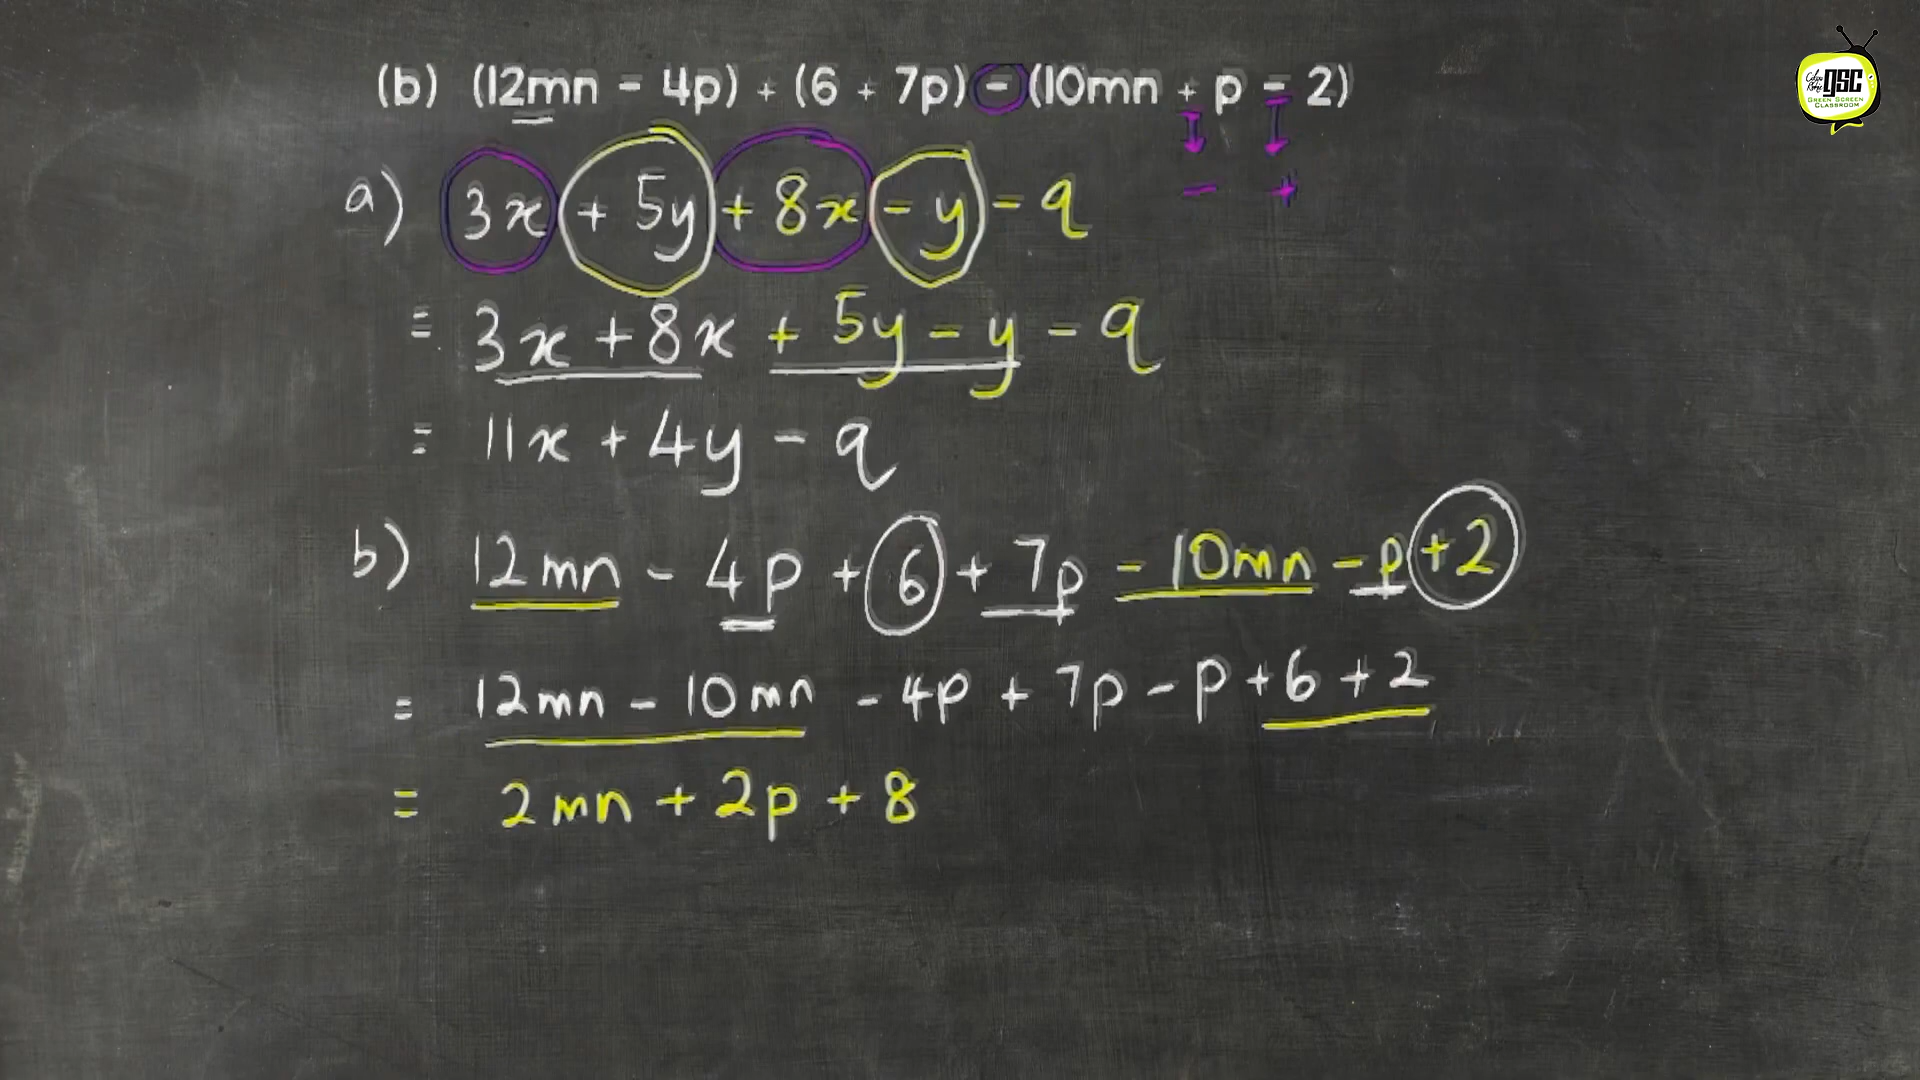 (b) (12mn - 4p) + (6 + 7p) - (10mn + p - 2)
- +
a) 3x + 5y + 8x - y - q
= 3x + 8x + 5y - y - q
= 11x + 4y - q
b) 12mn - 4p + 6 + 7p - 10mn - p + 2
= 12mn - 10mn - 4p + 7p - p + 6 + 2
= 2mn + 2p + 8
GSC
GREEN SCREEN
CLASSROOM